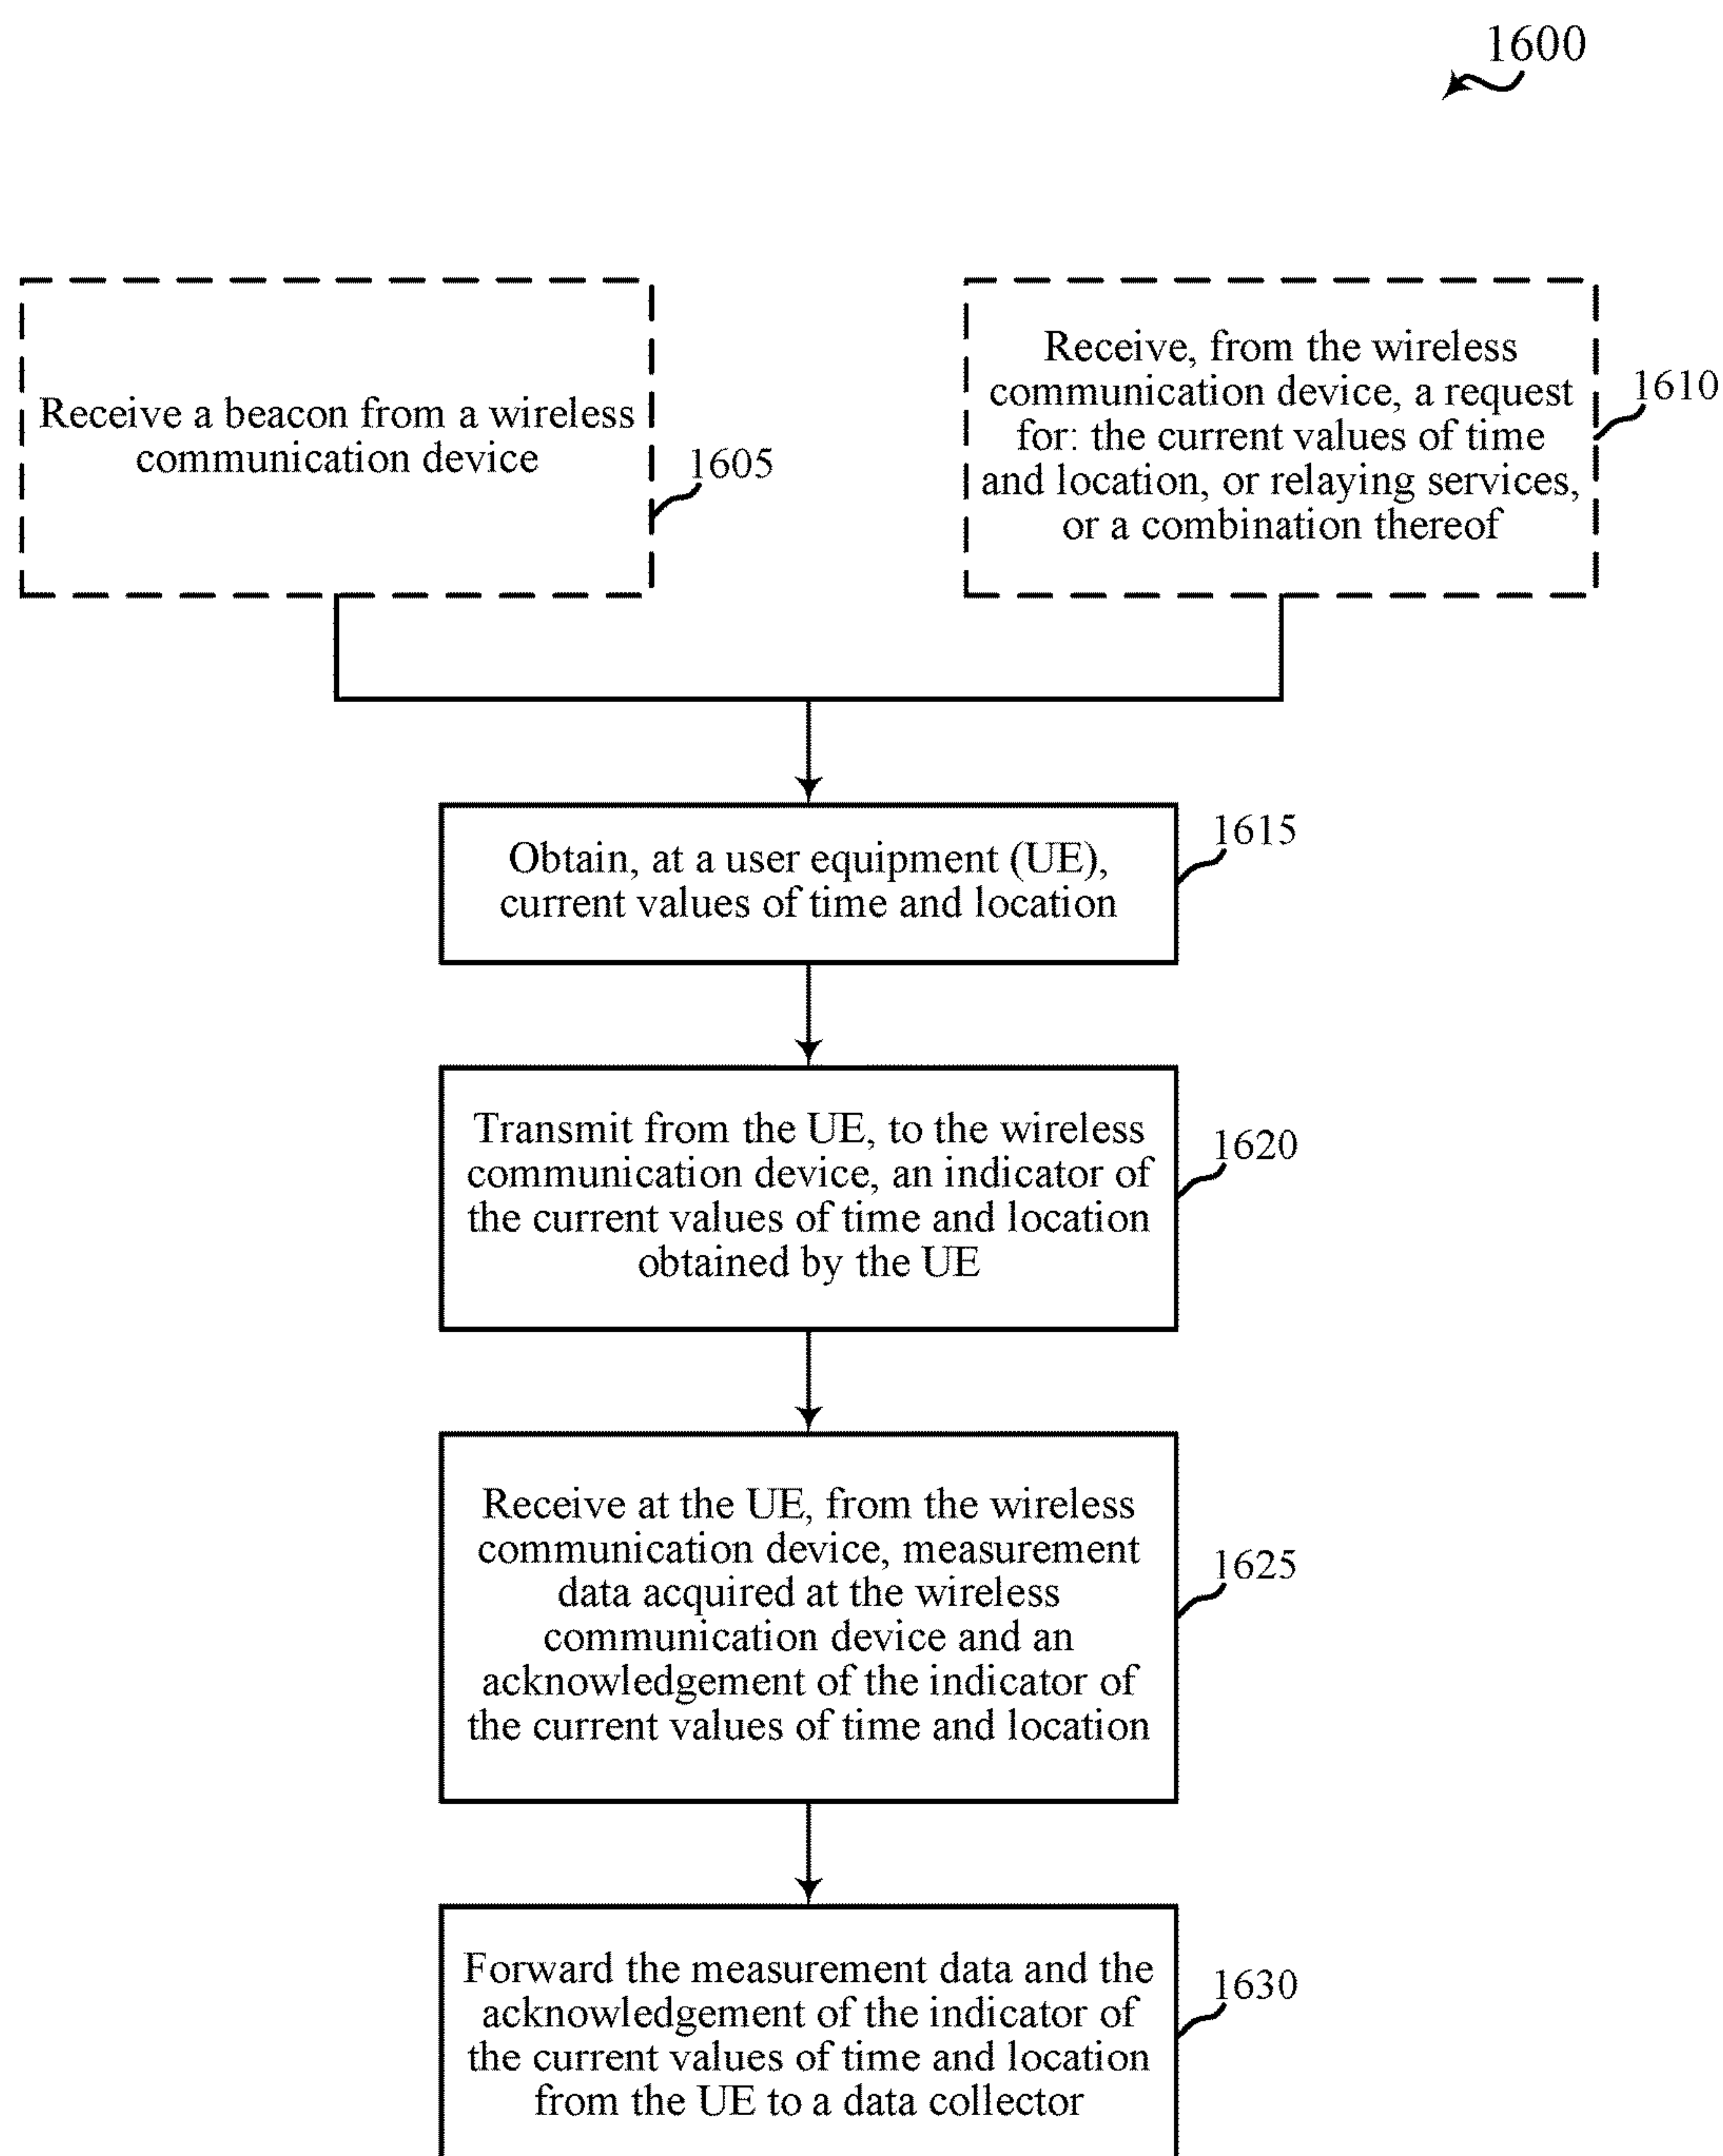 1600
Receive a beacon from a wireless
communication device
1605
Receive, from the wireless
communication device, a request
for: the current values of time
and location, or relaying services,
or a combination thereof
1610
Obtain, at a user equipment (UE),
current values of time and location
1615
Transmit from the UE, to the wireless
communication device, an indicator of
the current values of time and location
obtained by the UE
1620
Receive at the UE, from the wireless
communication device, measurement
data acquired at the wireless
communication device and an
acknowledgement of the indicator of
the current values of time and location
1625
Forward the measurement data and the
acknowledgement of the indicator of
the current values of time and location
from the UE to a data collector
1630